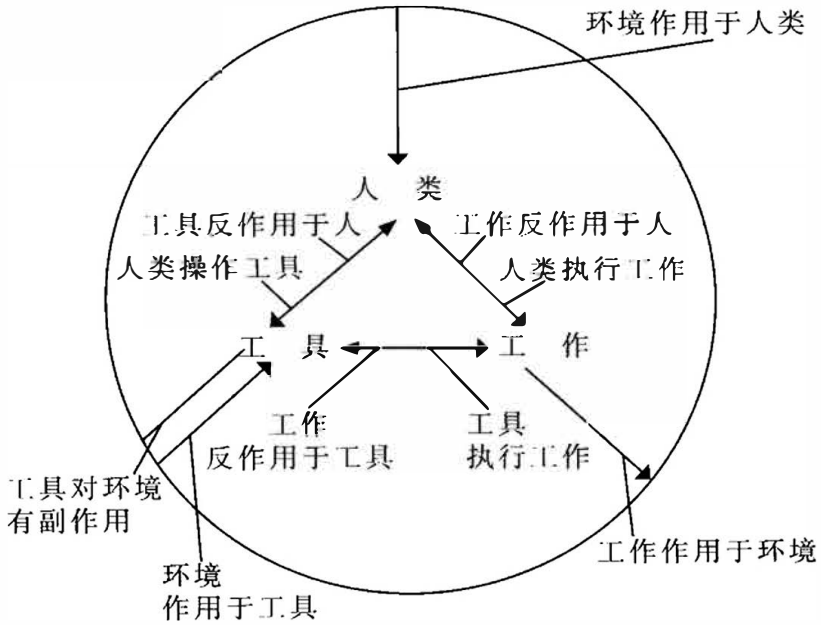 环境作用于人类
人类
工具反作用于人
工作反作用于人
人类操作工具
人类执行工作
工具
工作
工作
反作用于工具
工具
执行工作
工具对环境
有副作用
工作作用于环境
环境
作用于工具